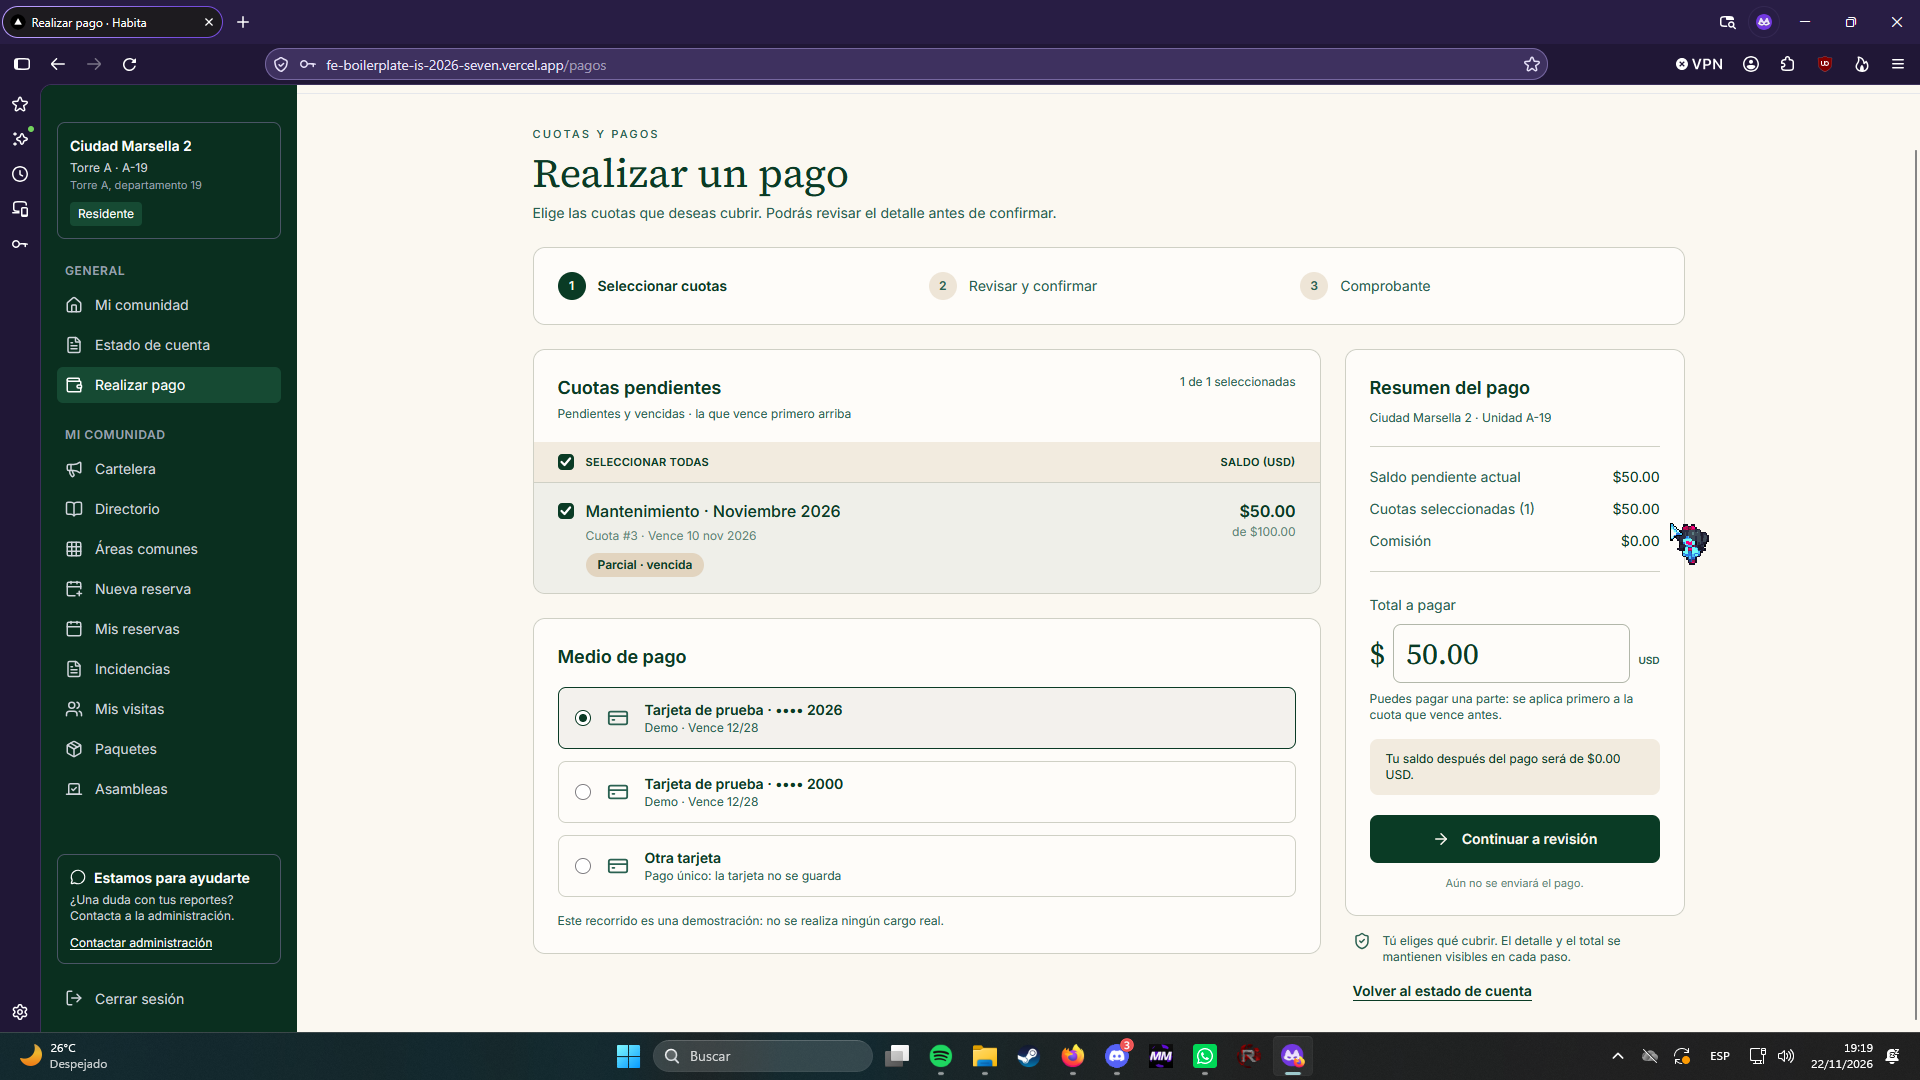 Realizar pago · Habita
fe-boilerplate-is-2026-seven.vercel.app/pagos
VPN
Ciudad Marsella 2
Torre A · A-19
Torre A, departamento 19
Residente
GENERAL
Mi comunidad
Estado de cuenta
Realizar pago
MI COMUNIDAD
Cartelera
Directorio
Áreas comunes
Nueva reserva
Mis reservas
Incidencias
Mis visitas
Paquetes
Asambleas
Estamos para ayudarte
¿Una duda con tus reportes?
Contacta a la administración.
Contactar administración
Cerrar sesión
CUOTAS Y PAGOS
Realizar un pago
Elige las cuotas que deseas cubrir. Podrás revisar el detalle antes de confirmar.
1 Seleccionar cuotas
2 Revisar y confirmar
3 Comprobante
Cuotas pendientes
1 de 1 seleccionadas
Pendientes y vencidas · la que vence primero arriba
SELECCIONAR TODAS
SALDO (USD)
Mantenimiento · Noviembre 2026
$50.00
Cuota #3 · Vence 10 nov 2026
de $100.00
Parcial · vencida
Medio de pago
Tarjeta de prueba · •••• 2026
Demo · Vence 12/28
Tarjeta de prueba · •••• 2000
Demo · Vence 12/28
Otra tarjeta
Pago único: la tarjeta no se guarda
Este recorrido es una demostración: no se realiza ningún cargo real.
Resumen del pago
Ciudad Marsella 2 · Unidad A-19
Saldo pendiente actual $50.00
Cuotas seleccionadas (1) $50.00
Comisión $0.00
Total a pagar
$ 50.00 USD
Puedes pagar una parte: se aplica primero a la
cuota que vence antes.
Tu saldo después del pago será de $0.00
USD.
Continuar a revisión
Aún no se enviará el pago.
Tú eliges qué cubrir. El detalle y el total se
mantienen visibles en cada paso.
Volver al estado de cuenta
26°C
Despejado
Buscar
3
MM
ESP
19:19
22/11/2026